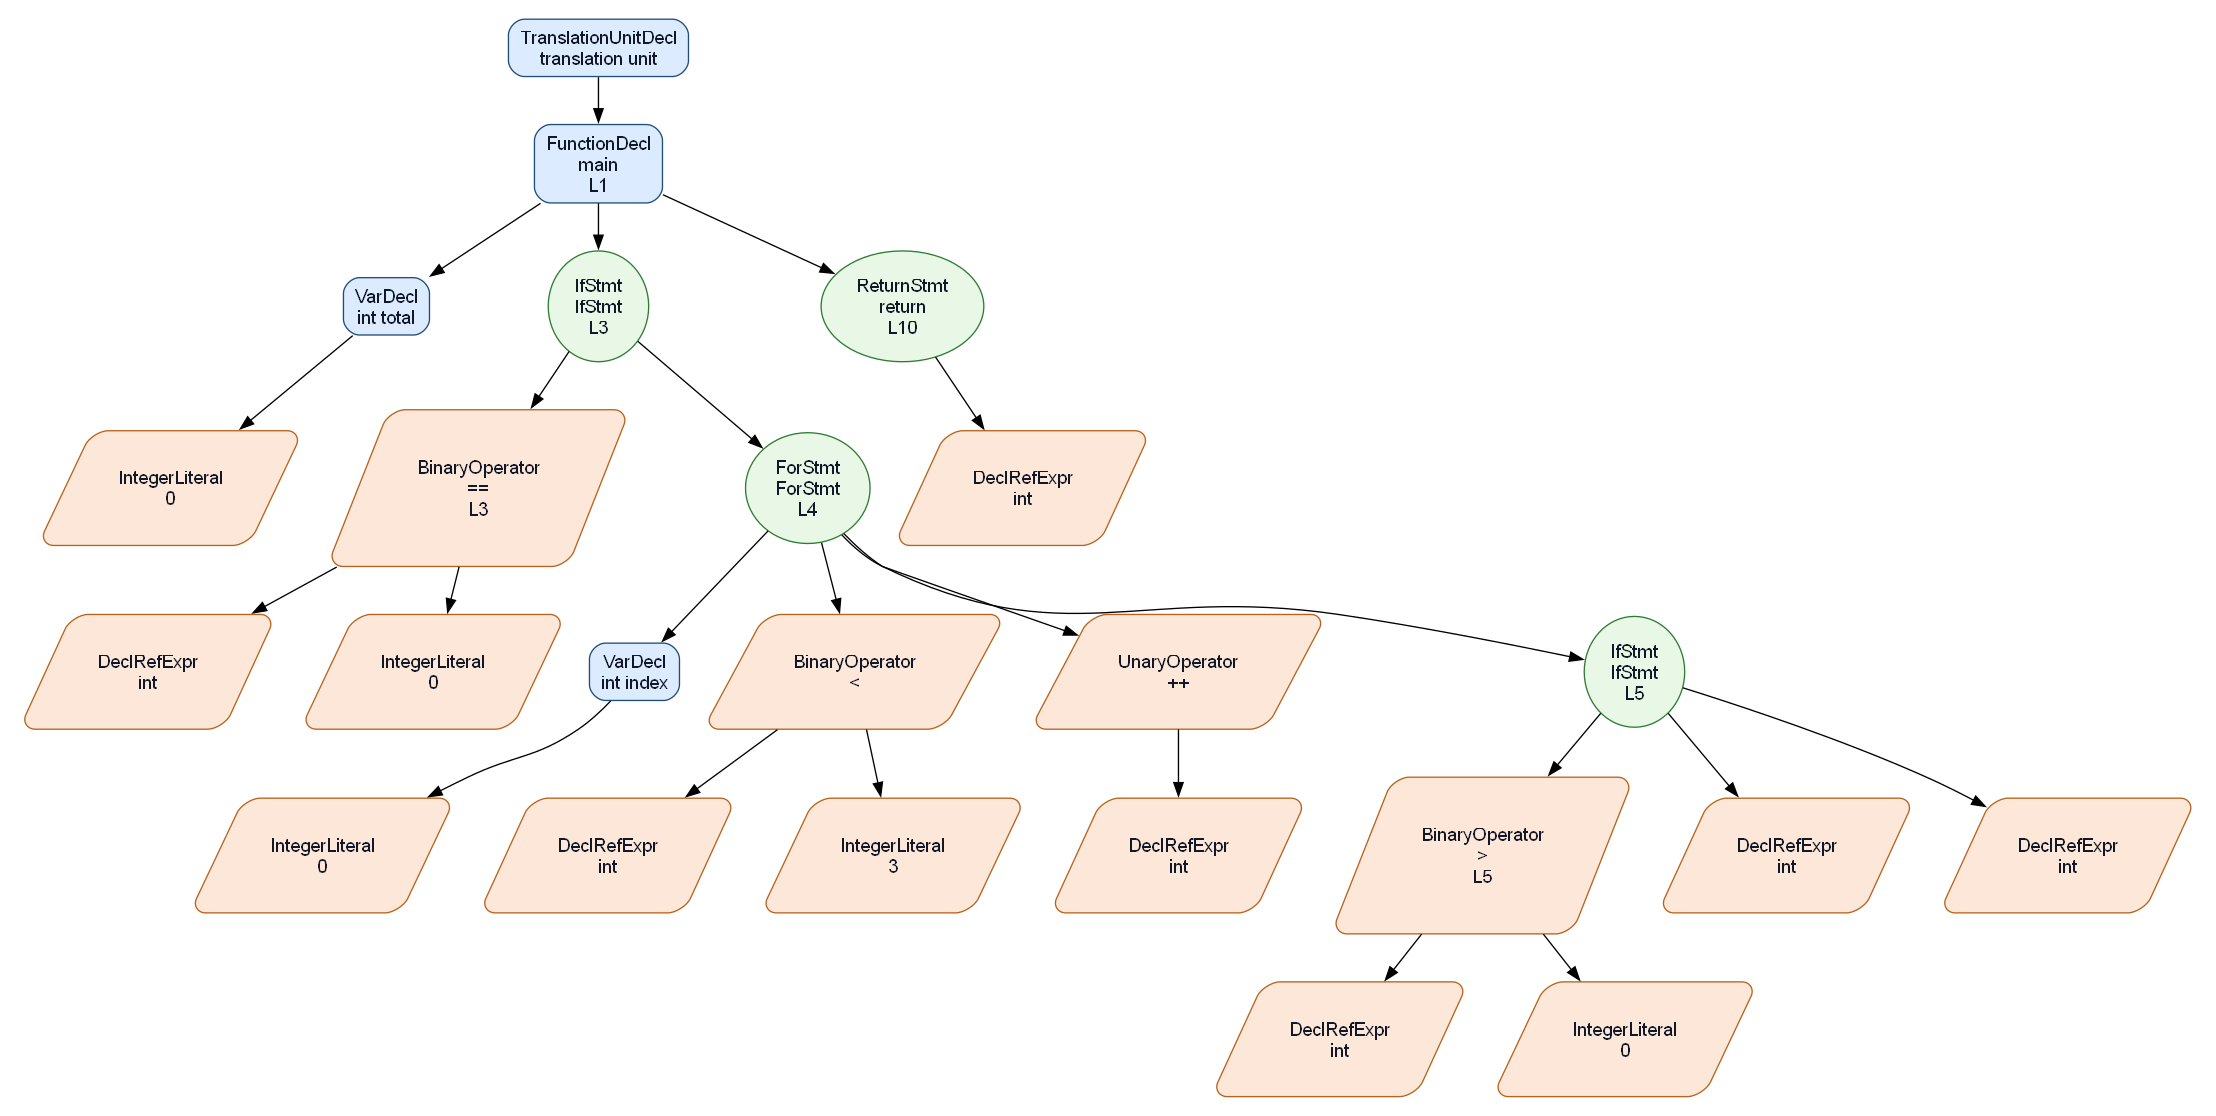 TranslationUnitDecl
translation unit
FunctionDecl
main
L1
VarDecl
int total
IfStmt
IfStmt
L3
ReturnStmt
return
L10
IntegerLiteral
0
BinaryOperator
==
L3
ForStmt
ForStmt
L4
DeclRefExpr
int
DeclRefExpr
int
IntegerLiteral
0
VarDecl
int index
BinaryOperator
<
UnaryOperator
++
IfStmt
IfStmt
L5
IntegerLiteral
0
DeclRefExpr
int
IntegerLiteral
3
DeclRefExpr
int
BinaryOperator
>
L5
DeclRefExpr
int
DeclRefExpr
int
DeclRefExpr
int
IntegerLiteral
0